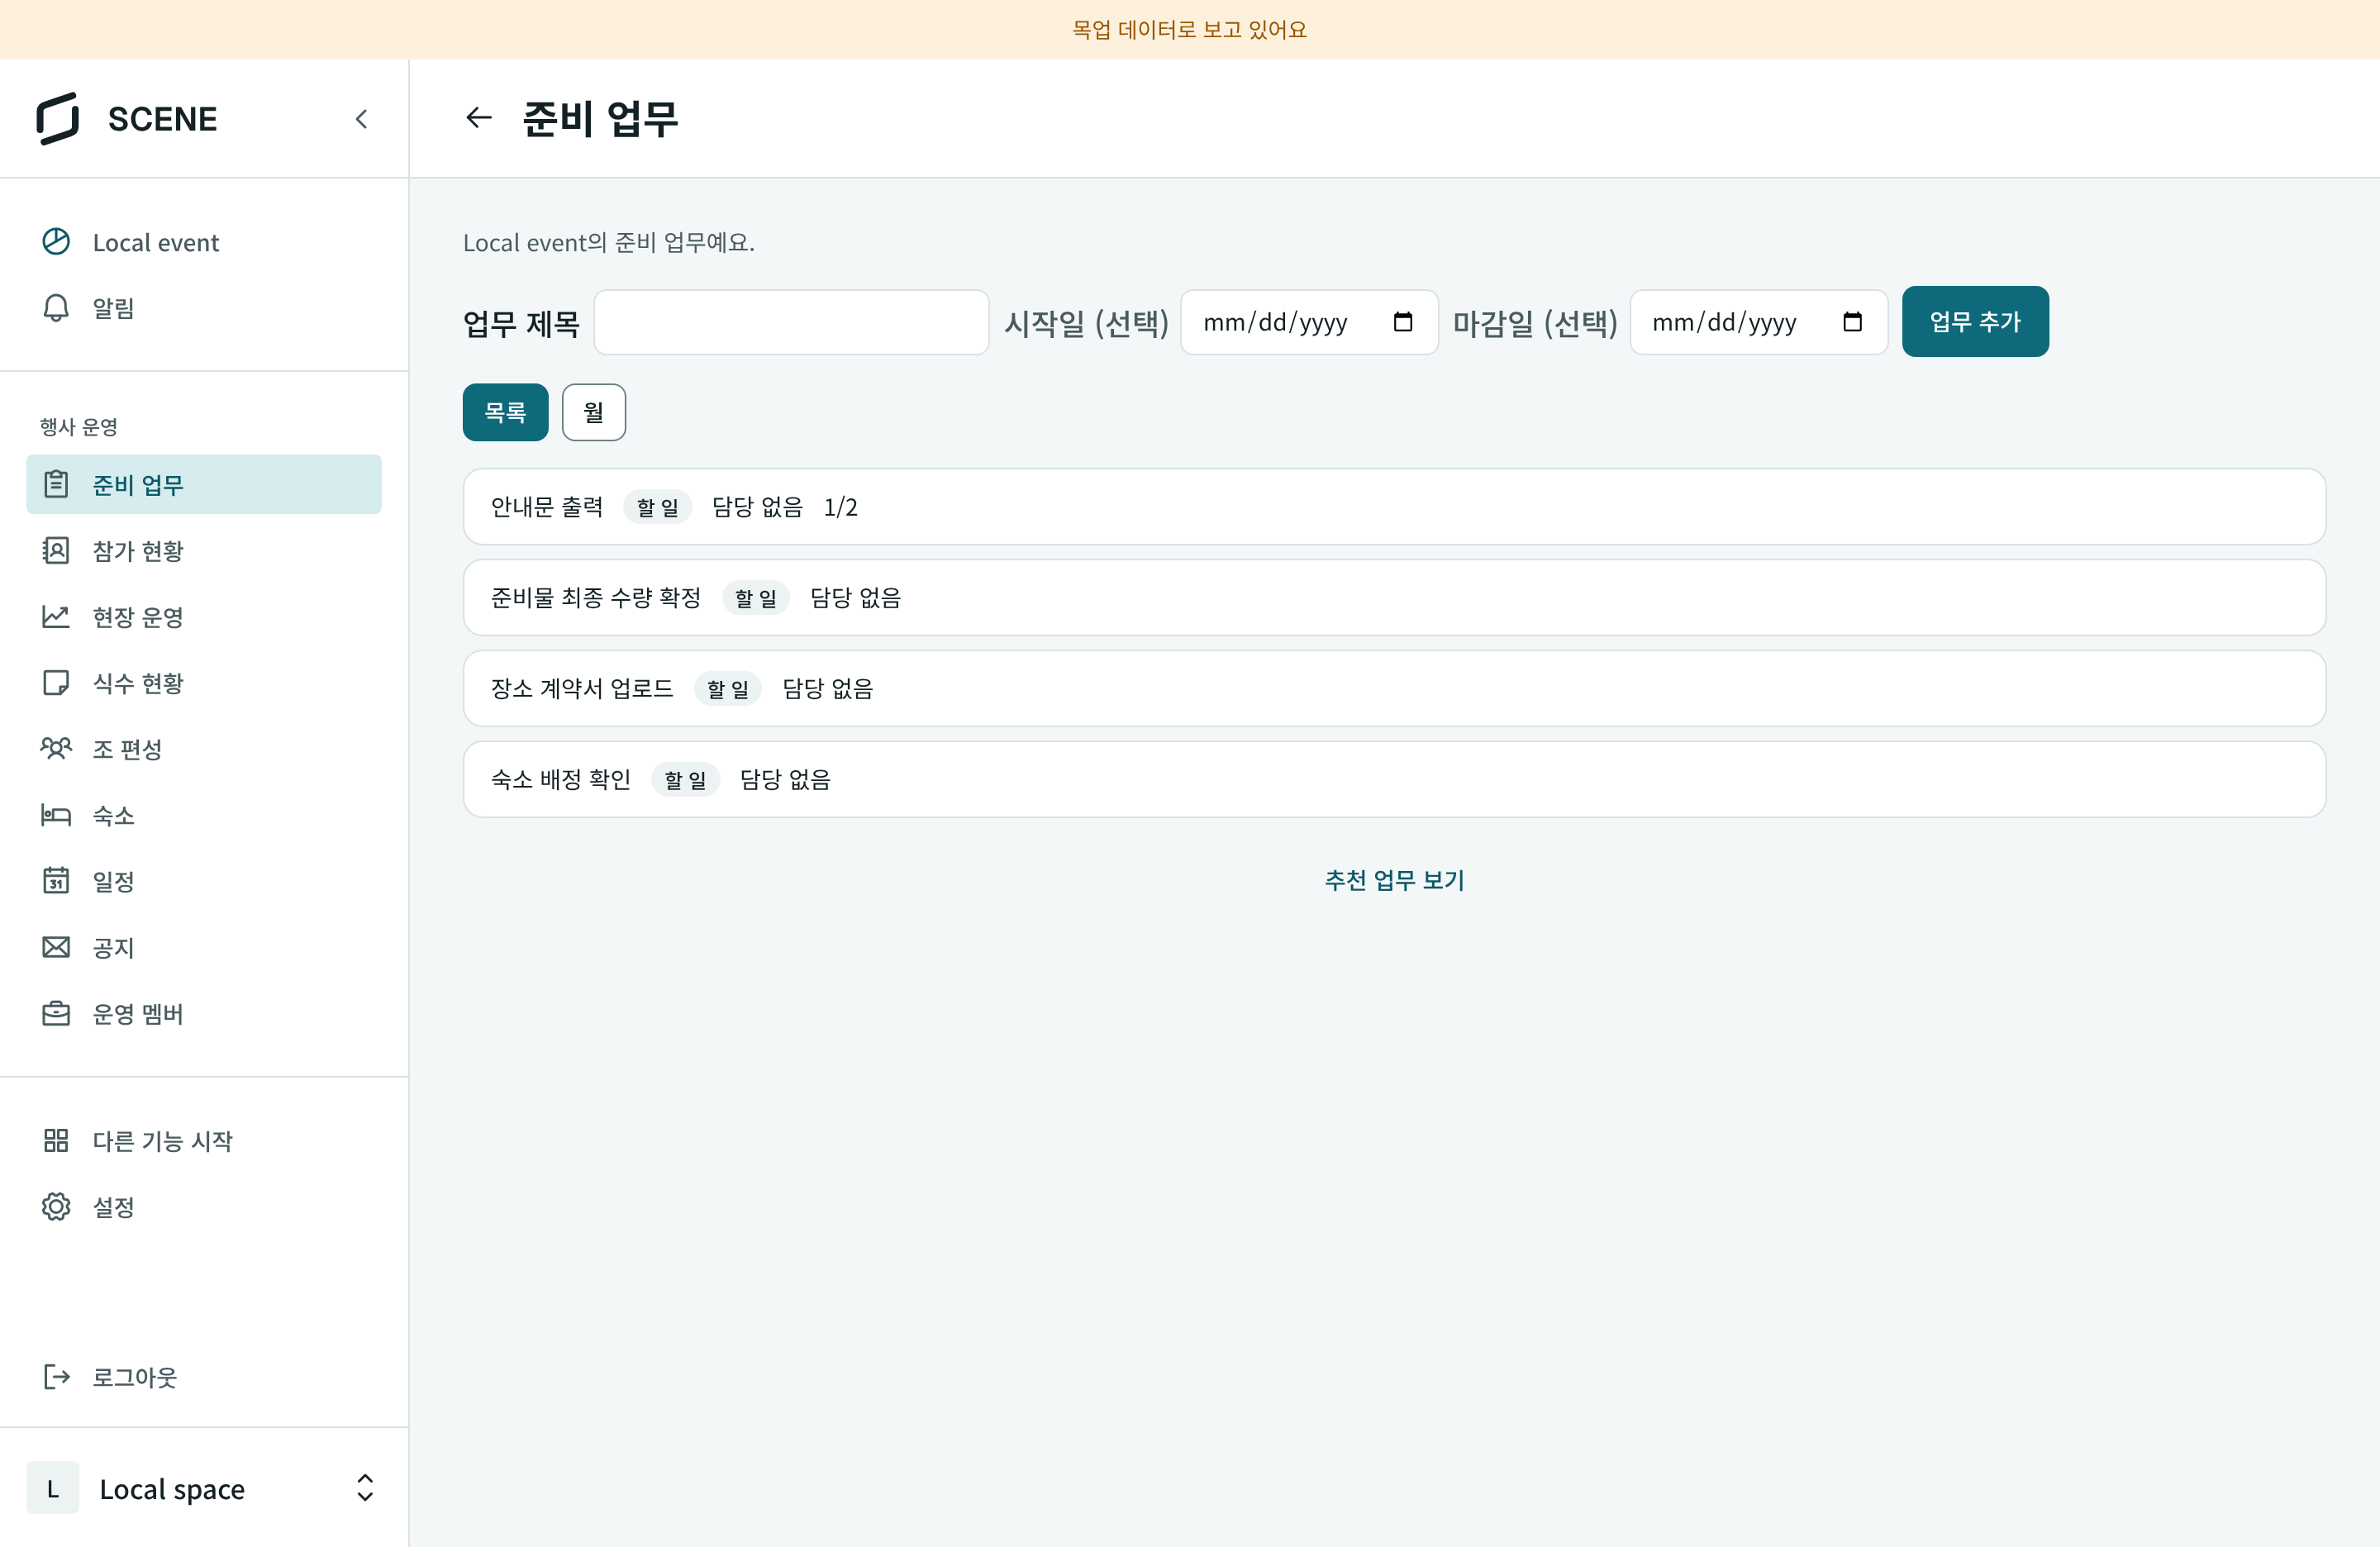 목업 데이터로 보고 있어요
SCENE
준비 업무
Local event
알림
행사 운영
준비 업무
참가 현황
현장 운영
식수 현황
조 편성
숙소
31
일정
공지
운영 멤버
다른 기능 시작
설정
로그아웃
L Local space
Local event의 준비 업무예요.
업무 제목 시작일 (선택) mm/dd/yyyy 마감일 (선택) mm/dd/yyyy 업무 추가
목록 월
안내문 출력 할 일 담당 없음 1/2
준비물 최종 수량 확정 할 일 담당 없음
장소 계약서 업로드 할 일 담당 없음
숙소 배정 확인 할 일 담당 없음
추천 업무 보기